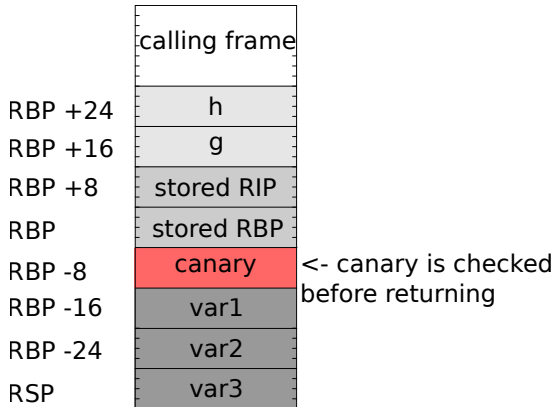 calling frame
RBP +24 h
RBP +16 g
RBP +8 stored RIP
RBP stored RBP
RBP -8 canary <- canary is checked
before returning
RBP -16 var1
RBP -24 var2
RSP var3